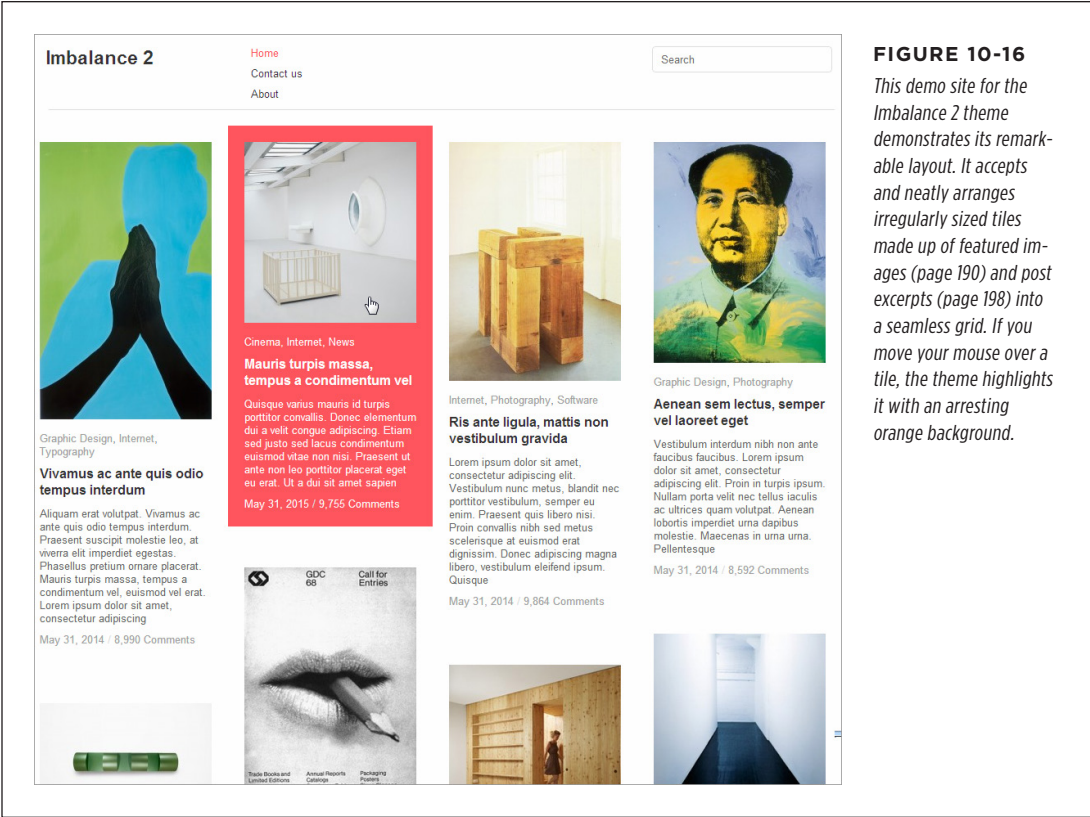 Imbalance 2
Home
Contact us
About
Search
Graphic Design, Internet,
Typography
Vivamus ac ante quis odio
tempus interdum
Aliquam erat volutpat. Vivamus ac
ante quis odio tempus interdum.
Praesent suscipit molestie leo, at
viverra elit imperdiet egestas.
Phasellus pretium ornare placerat.
Mauris turpis massa, tempus a
condimentum vel, euismod vel erat.
Lorem ipsum dolor sit amet,
consectetur adipiscing
May 31, 2014 / 8,990 Comments
Cinema, Internet, News
Mauris turpis massa,
tempus a condimentum vel
Quisque varius mauris id turpis
porttitor convallis. Donec elementum
dui a velit congue adipiscing. Etiam
sed justo sed lacus condimentum
euismod vitae non nisi. Praesent ut
ante non leo porttitor placerat eget
eu erat. Ut a dui sit amet sapien
May 31, 2015 / 9,755 Comments
GDC
68
Call for
Entries
Trade Books and
Limited Editions
Annual Reports
Catalogs
Packaging
Posters
Internet, Photography, Software
Ris ante ligula, mattis non
vestibulum gravida
Lorem ipsum dolor sit amet,
consectetur adipiscing elit.
Vestibulum nunc metus, blandit nec
porttitor vestibulum, semper eu
enim. Praesent quis libero nisi.
Proin convallis nibh sed metus
scelerisque at euismod erat
dignissim. Donec adipiscing magna
libero, vestibulum eleifend ipsum.
Quisque
May 31, 2014 / 9,864 Comments
Graphic Design, Photography
Aenean sem lectus, semper
vel laoreet eget
Vestibulum interdum nibh non ante
faucibus faucibus. Lorem ipsum
dolor sit amet, consectetur
adipiscing elit. Proin in turpis ipsum.
Nullam porta velit nec tellus iaculis
ac ultrices quam volutpat. Aenean
lobortis imperdiet urna dapibus
molestie. Maecenas in urna urna.
Pellentesque
May 31, 2014 / 8,592 Comments
FIGURE 10-16
This demo site for the
Imbalance 2 theme
demonstrates its remark-
able layout. It accepts
and neatly arranges
irregularly sized tiles
made up of featured im-
ages (page 190) and post
excerpts (page 198) into
a seamless grid. If you
move your mouse over a
tile, the theme highlights
it with an arresting
orange background.